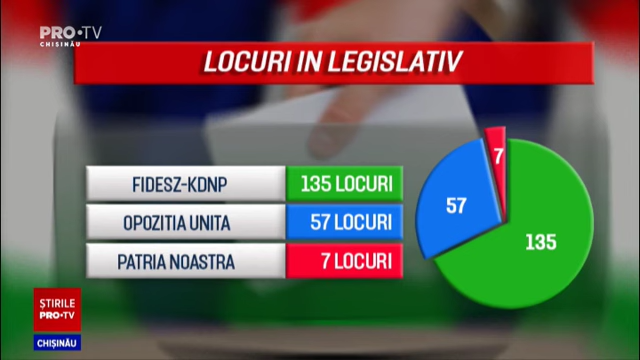 PRO•TV
CHIȘINĂU
LOCURI IN LEGISLATIV
FIDESZ-KDNP 135 LOCURI
OPOZITIA UNITA 57 LOCURI
PATRIA NOASTRA 7 LOCURI
7
57
135
ȘTIRILE
PRO•TV
CHIȘINĂU